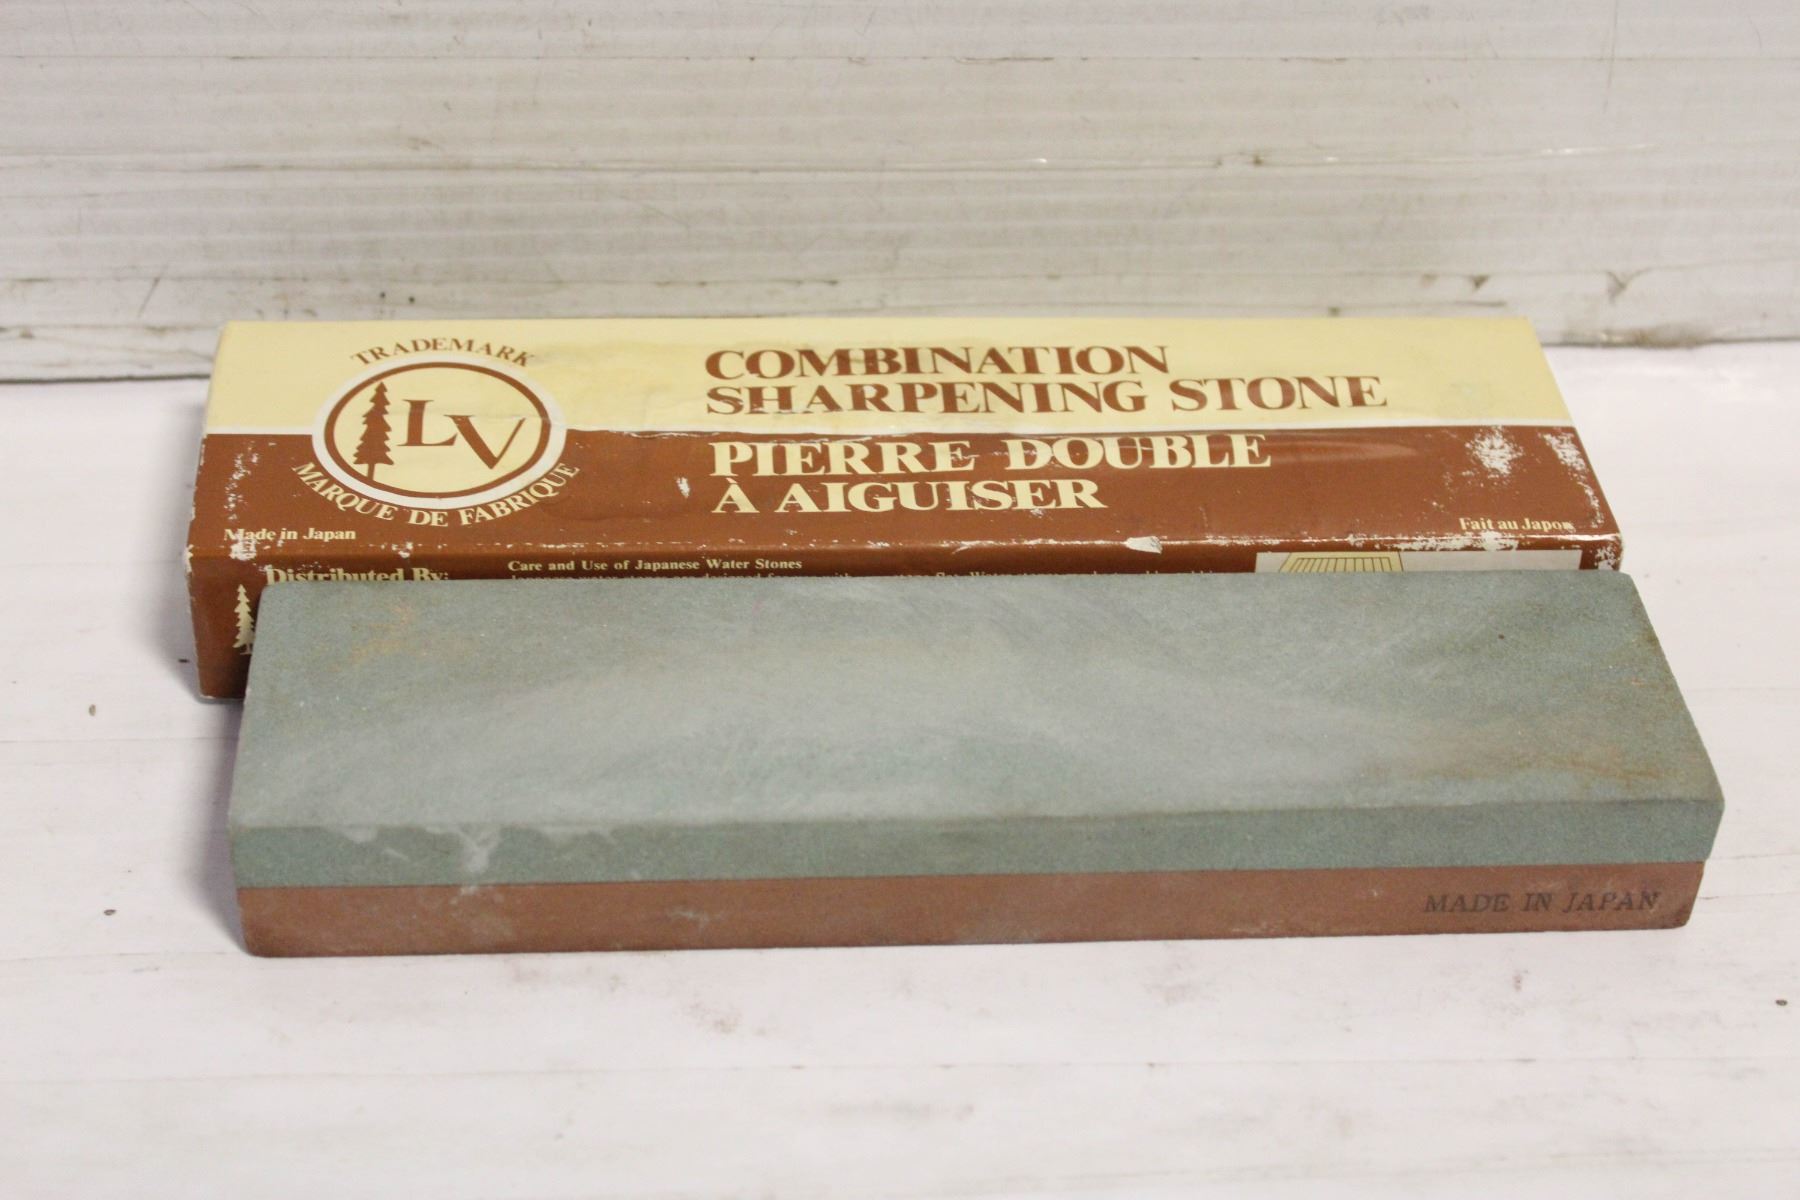 TRADEMARK
LV
MARQUE DE FABRIQUE
COMBINATION
SHARPENING STONE
PIERRE DOUBLE
À AIGUISER
Made in Japan
Fait au Japon
Distributed By:
Care and Use of Japanese Water Stones
MADE IN JAPAN